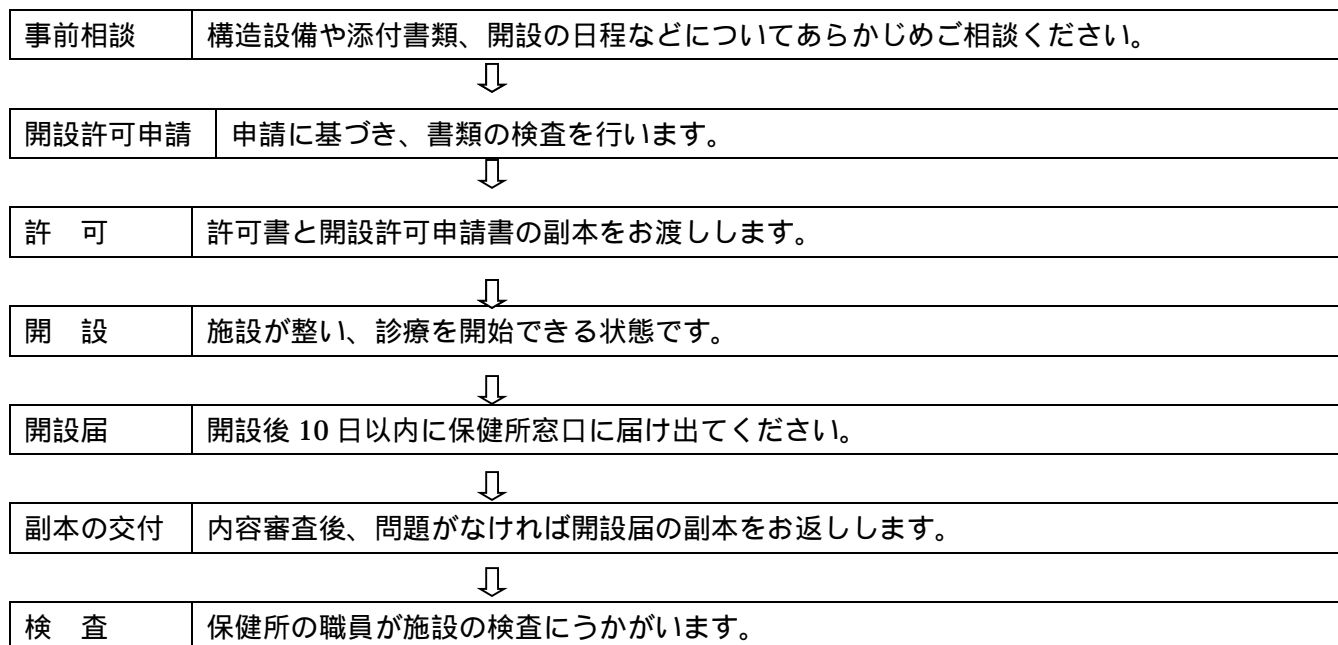 事前相談 構造設備や添付書類、開設の日程などについてあらかじめご相談ください。
開設許可申請 申請に基づき、書類の検査を行います。
許　可 許可書と開設許可申請書の副本をお渡しします。
開　設 施設が整い、診療を開始できる状態です。
開設届 開設後 10 日以内に保健所窓口に届け出てください。
副本の交付 内容審査後、問題がなければ開設届の副本をお返しします。
検　査 保健所の職員が施設の検査にうかがいます。